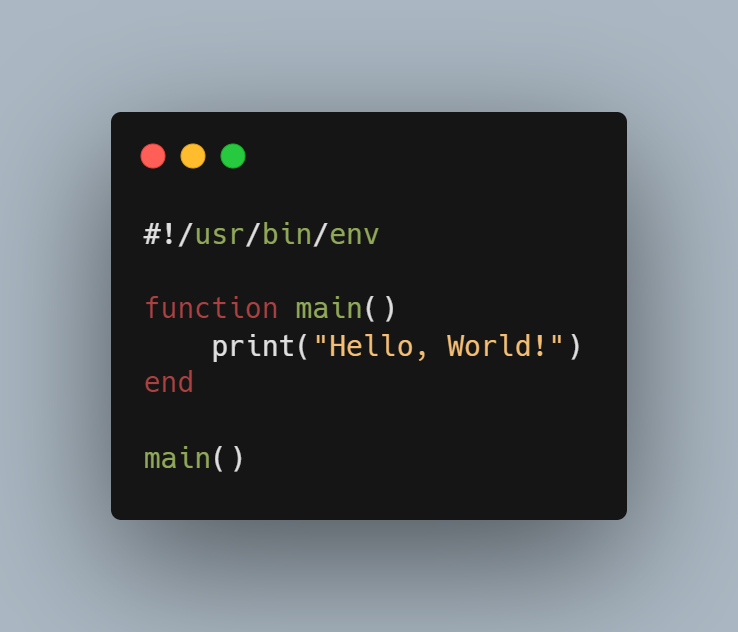 #!/usr/bin/env
function main()
    print("Hello, World!")
end
main()